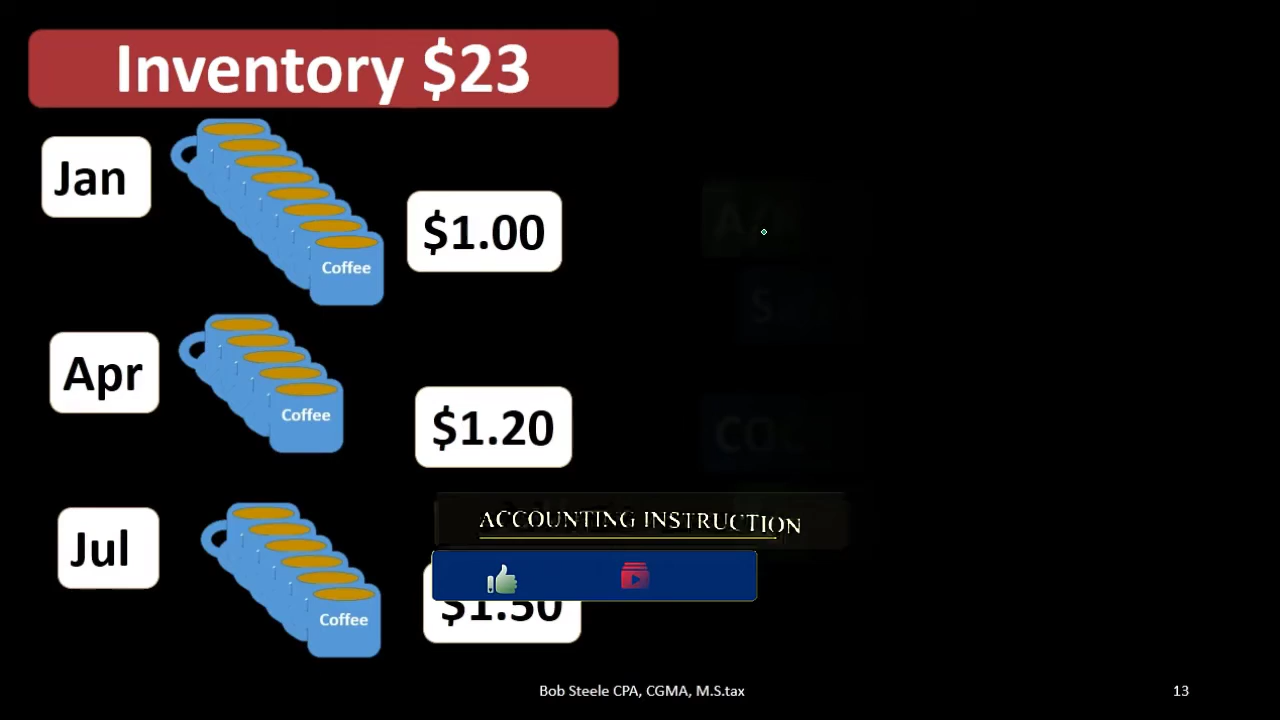 Inventory $23
Jan
Coffee
$1.00
Apr
Coffee
$1.20
Jul
Coffee
ACCOUNTING INSTRUCTION
Bob Steele CPA, CGMA, M.S.tax
13